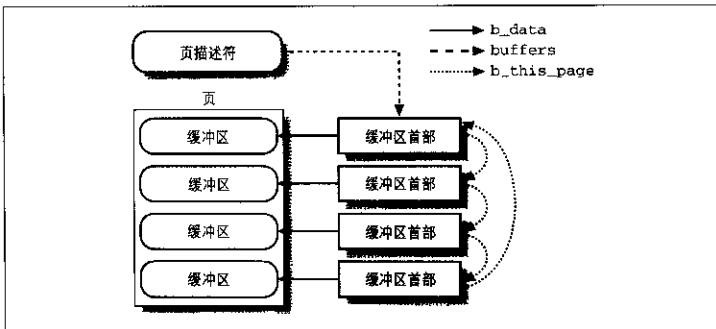 b_data
页描述符
buffers
b_this_page
页
缓冲区
缓冲区首部
缓冲区
缓冲区首部
缓冲区
缓冲区首部
缓冲区
缓冲区首部